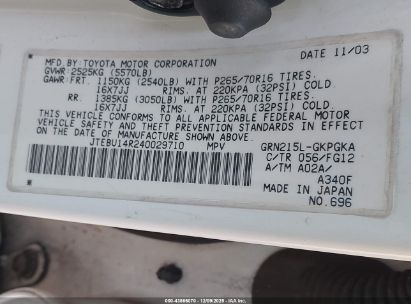 MFD BY: TOYOTA MOTOR CORPORATION DATE 11/03
GVWR: 2525KG (5570LB)
GAWR: FRT. 1150KG (2540LB) WITH P265/70R16 TIRES.
16X7JJ RIMS. AT 220KPA (32PSI) COLD.
RR. 1385KG (3050LB) WITH P265/70R16 TIRES.
16X7JJ RIMS. AT 220KPA (32PSI) COLD.
THIS VEHICLE CONFORMS TO ALL APPLICABLE FEDERAL MOTOR
VEHICLE SAFETY AND THEFT PREVENTION STANDARDS IN EFFECT
ON THE DATE OF MANUFACTURE SHOWN ABOVE.
JTEBU14R240029710 MPV GRN215L-GKPGKA
C/TR 056/FG12
A/TM A02A/
A340F
MADE IN JAPAN
NO.696